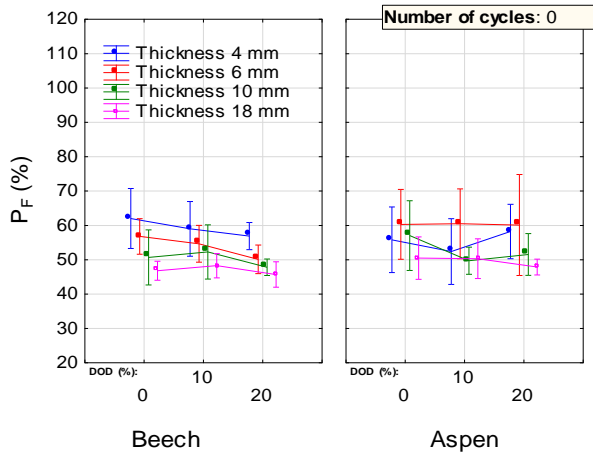 Number of cycles: 0
120
110
100
90
80
70
60
50
40
30
20
P_F (%)
Thickness 4 mm
Thickness 6 mm
Thickness 10 mm
Thickness 18 mm
DOD (%):
0
10
20
DOD (%):
0
10
20
Beech
Aspen